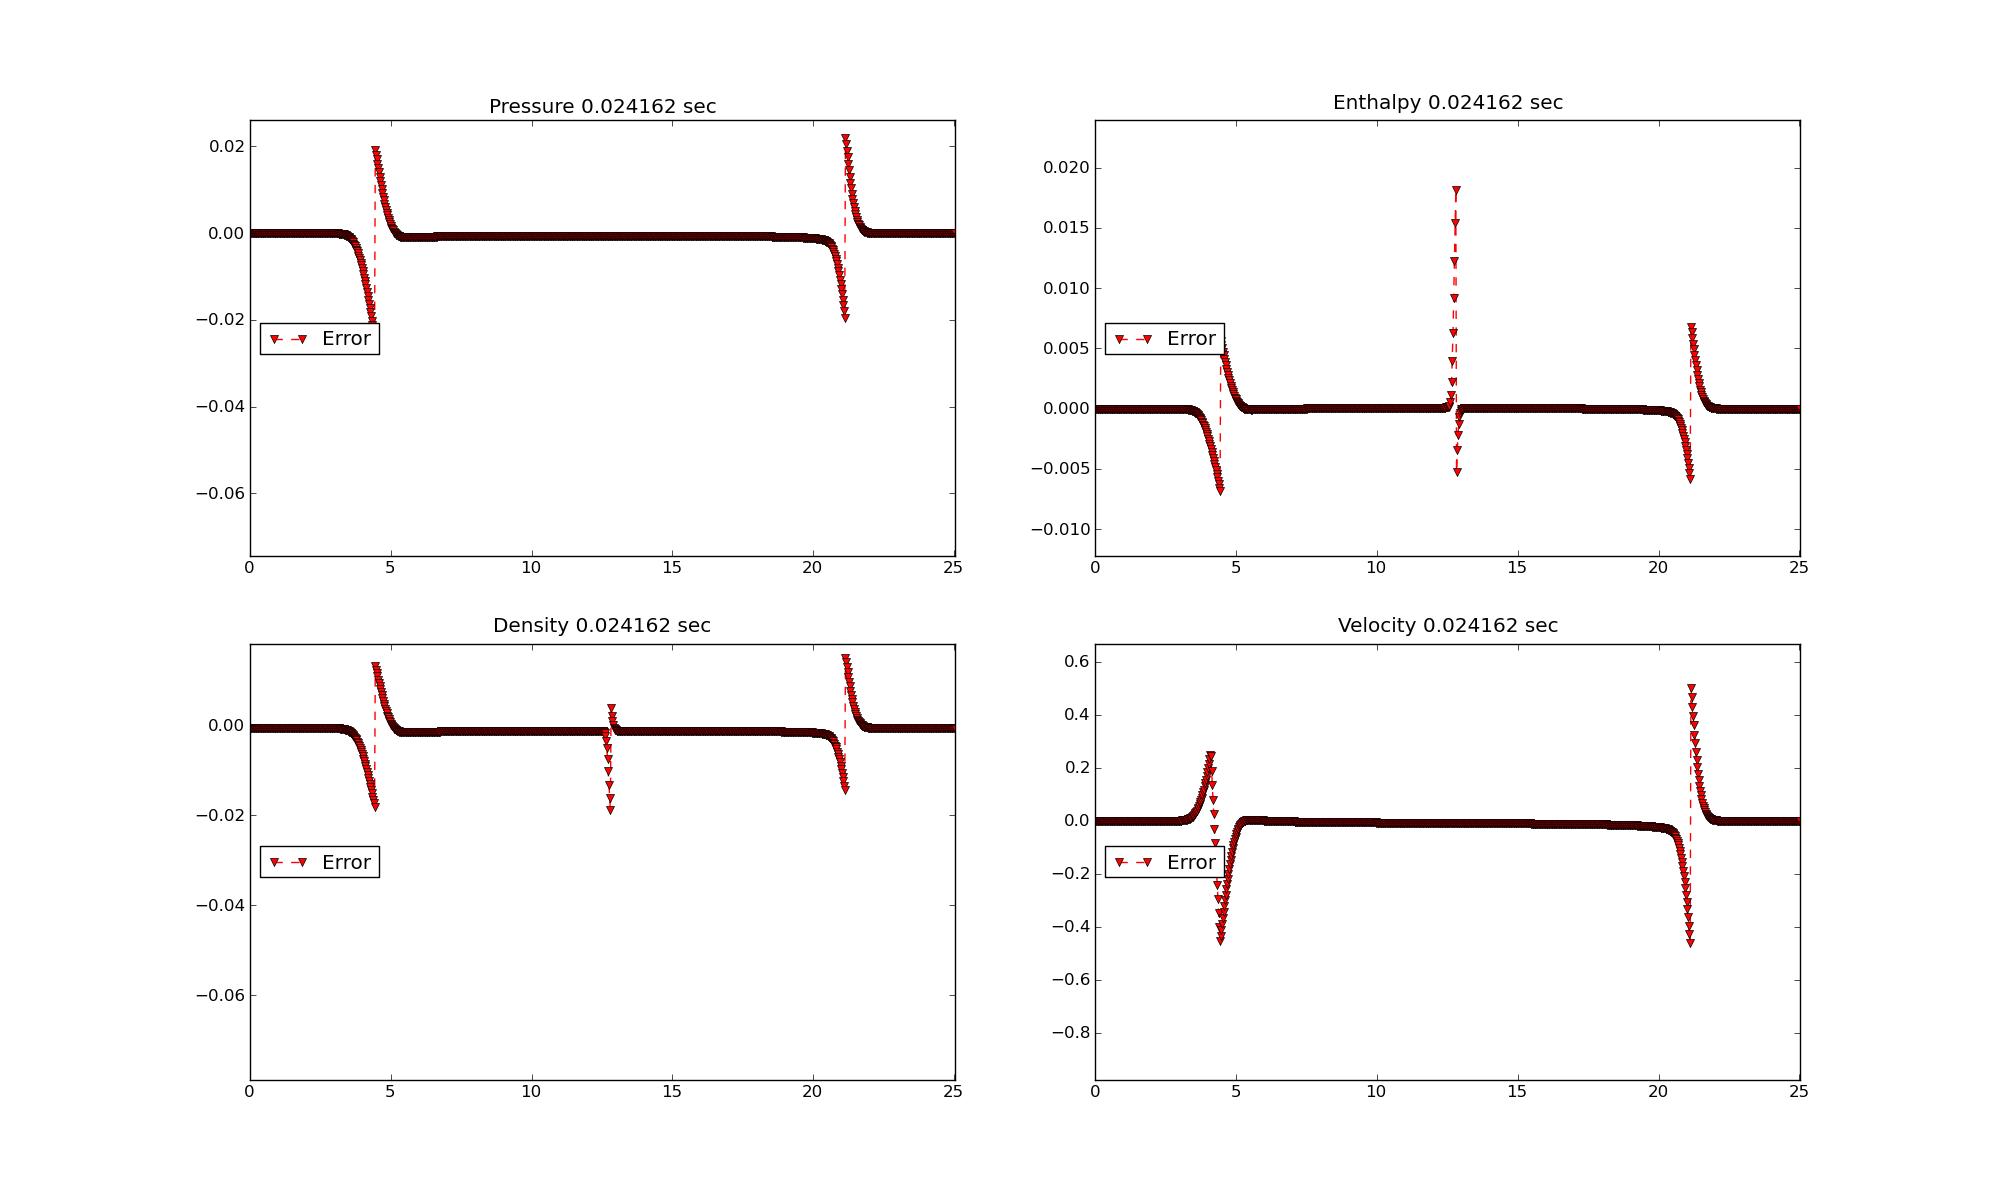 Pressure 0.024162 sec
0.02
0.00
−0.02
−0.04
−0.06
Error
0 5 10 15 20 25
Enthalpy 0.024162 sec
0.020
0.015
0.010
0.005
0.000
−0.005
−0.010
Error
0 5 10 15 20 25
Density 0.024162 sec
0.00
−0.02
−0.04
−0.06
Error
0 5 10 15 20 25
Velocity 0.024162 sec
0.6
0.4
0.2
0.0
−0.2
−0.4
−0.6
−0.8
Error
0 5 10 15 20 25